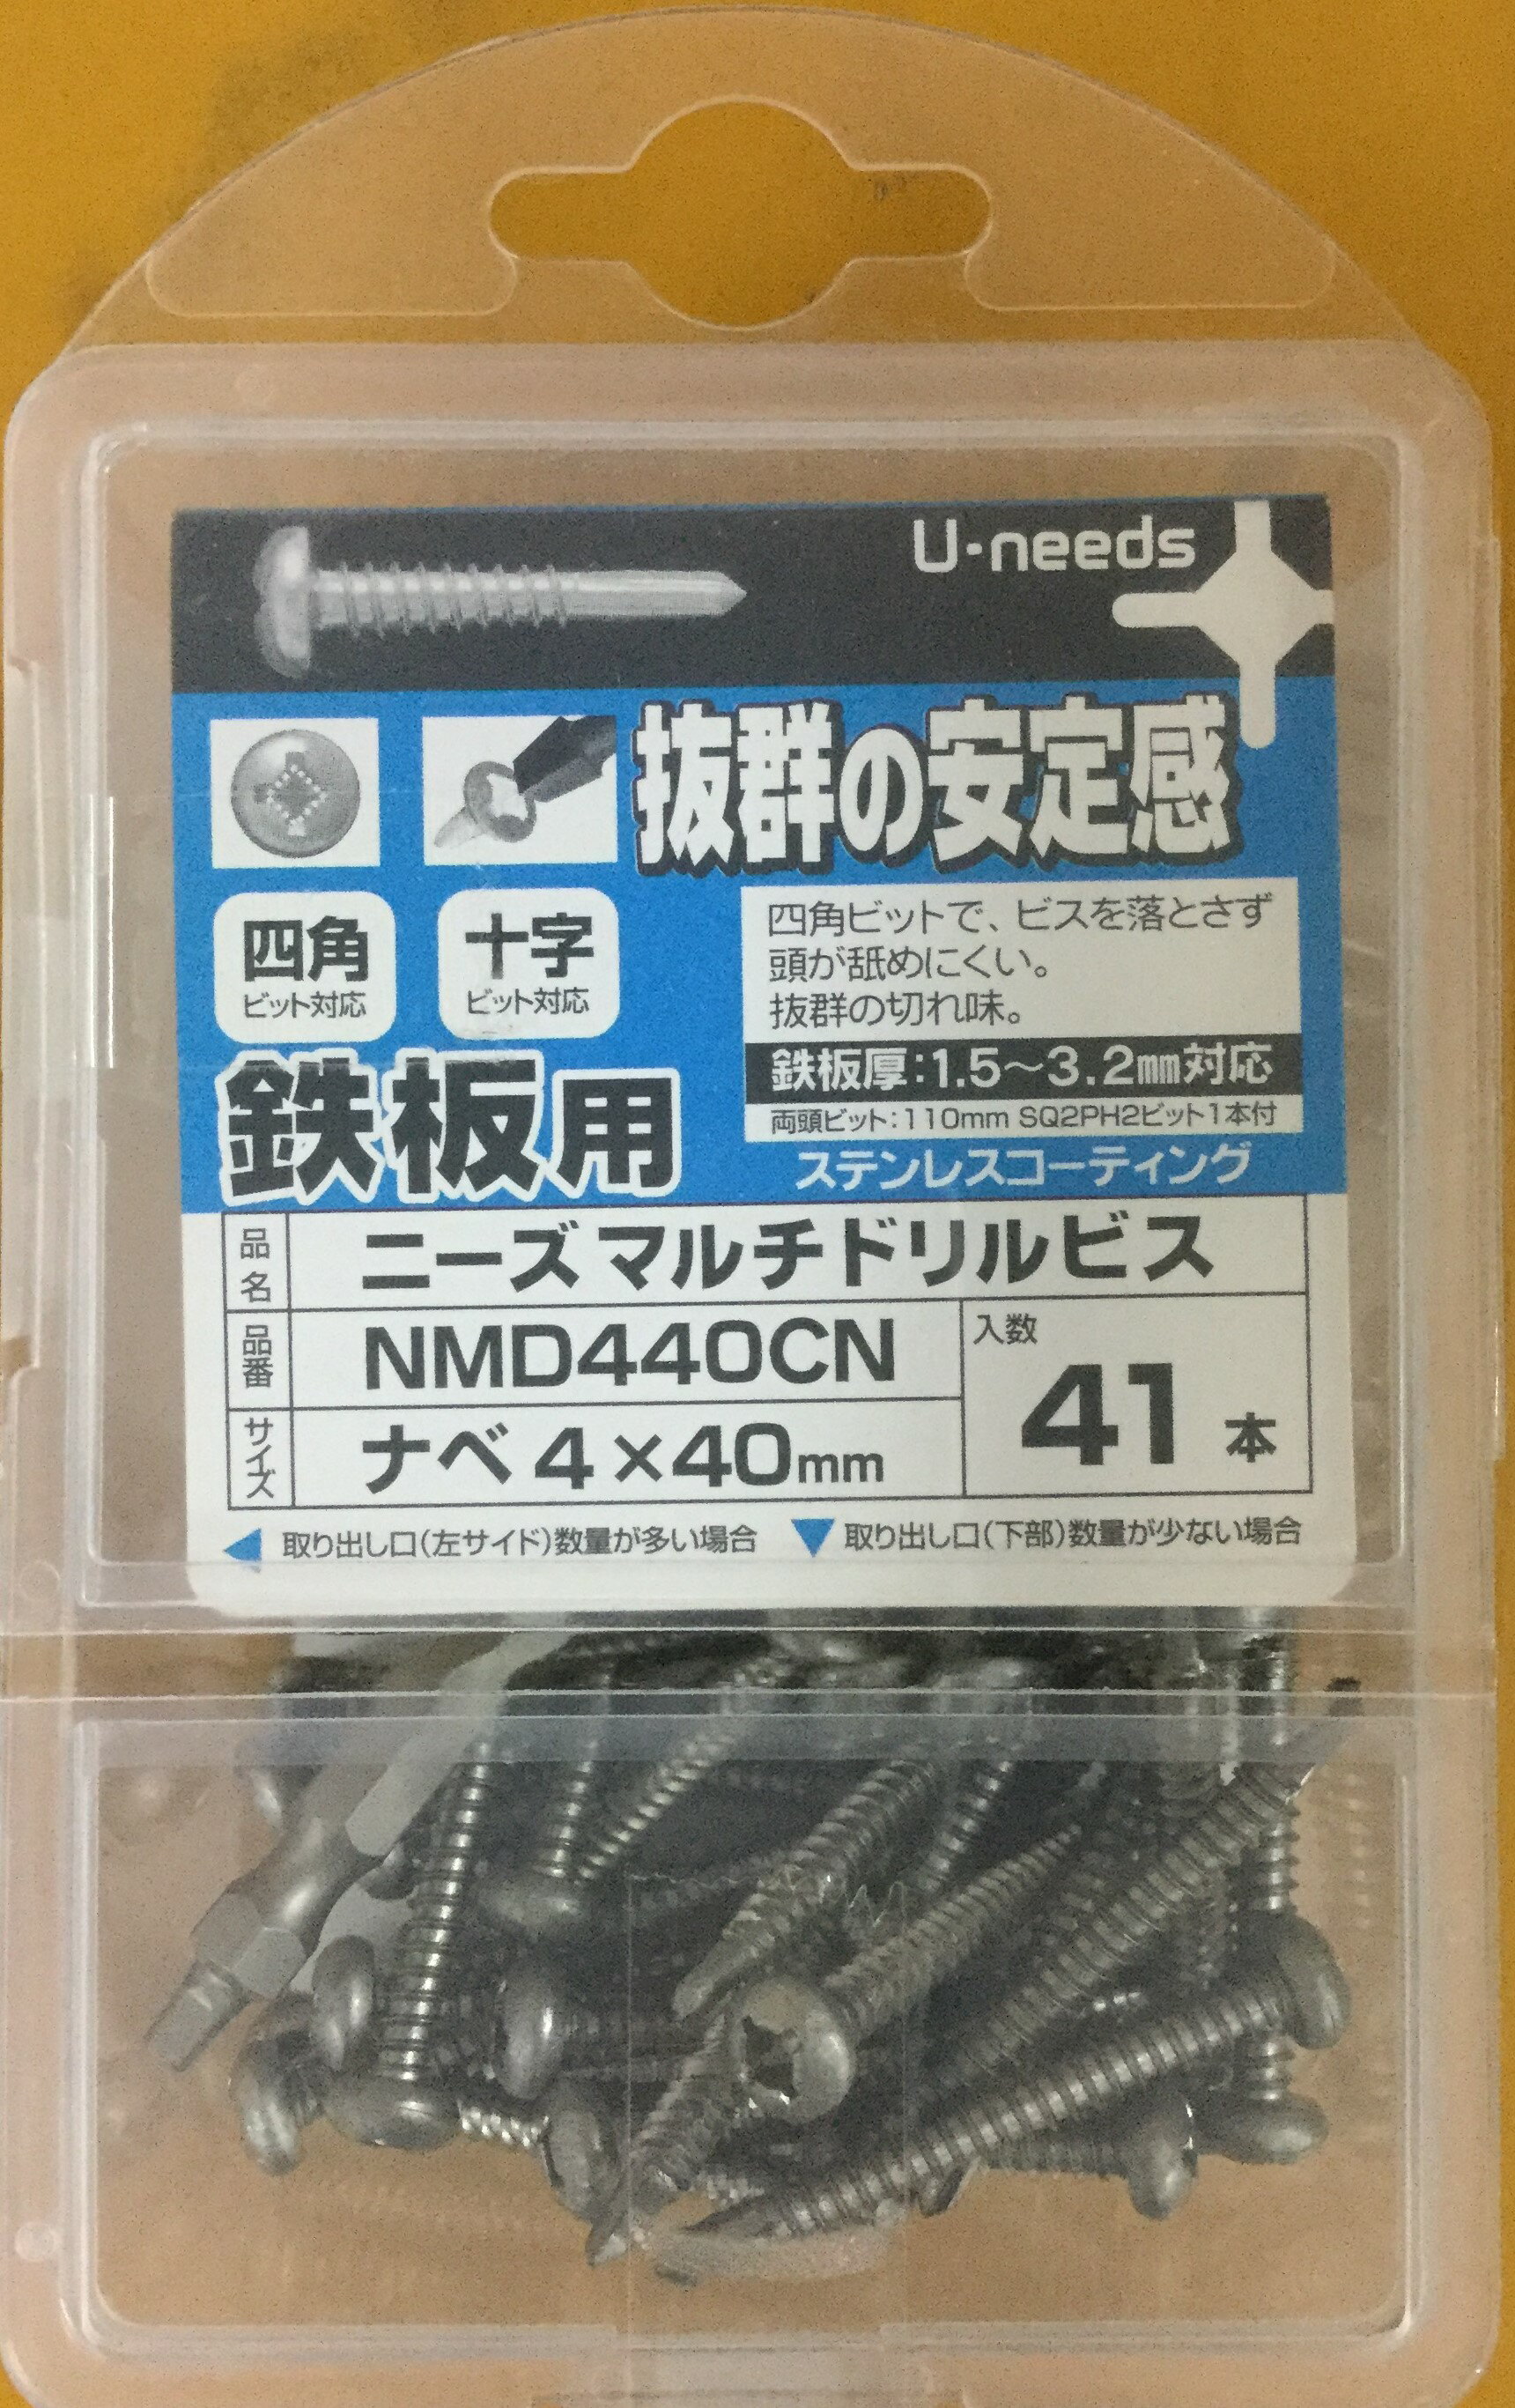 U·needs
抜群の安定感
四角
ビット対応
十字
ビット対応
四角ビットで、ビスを落とさず
頭が舐めにくい。
抜群の切れ味。
鉄板厚:1.5～3.2㎜対応
両頭ビット:110mm SQ2PH2ビット1本付
ステンレスコーティング
鉄板用
品名 ニーズマルチドリルビス
品番 NMD440CN
サイズ ナベ 4×40mm
入数
41本
◀ 取り出し口(左サイド)数量が多い場合 ▼ 取り出し口(下部)数量が少ない場合